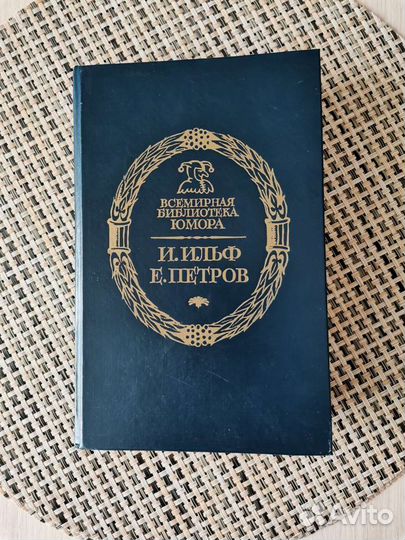 ВСЕМИРНАЯ
БИБЛИОТЕКА
ЮМОРА
И. ИЛЬФ
Е. ПЕТРОВ
Avito